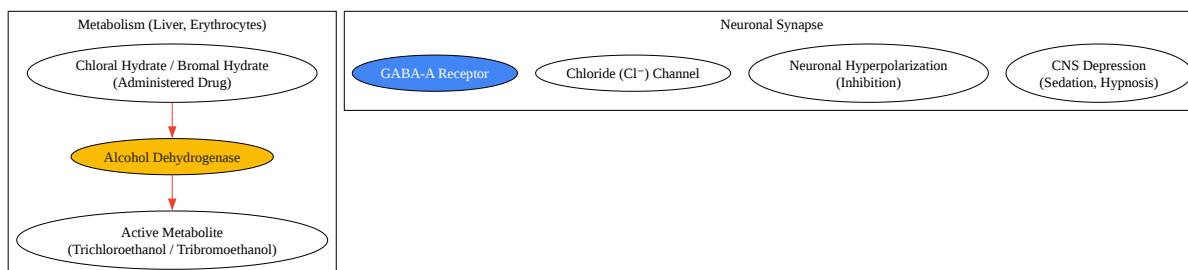 Metabolism (Liver, Erythrocytes)
Chloral Hydrate / Bromal Hydrate
(Administered Drug)
Alcohol Dehydrogenase
Active Metabolite
(Trichloroethanol / Tribromoethanol)
Neuronal Synapse
GABA-A Receptor
Chloride (Cl⁻) Channel
Neuronal Hyperpolarization
(Inhibition)
CNS Depression
(Sedation, Hypnosis)